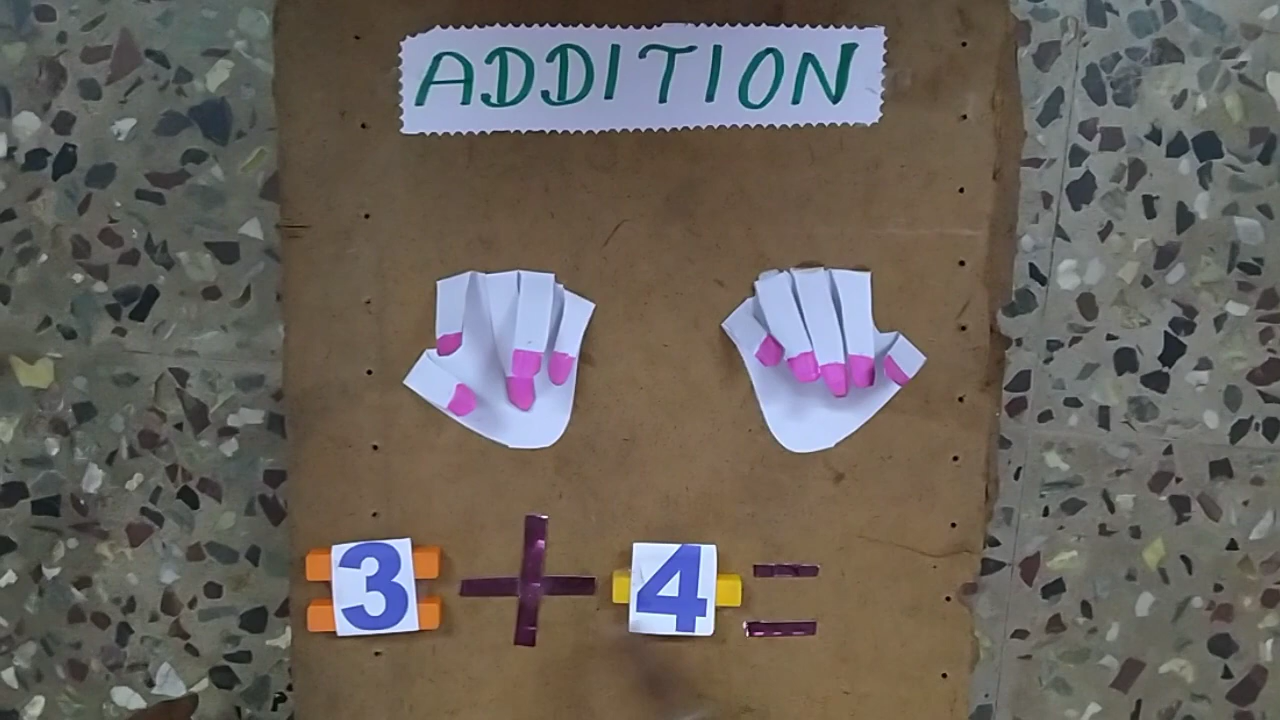 ADDITION
3 + 4 =